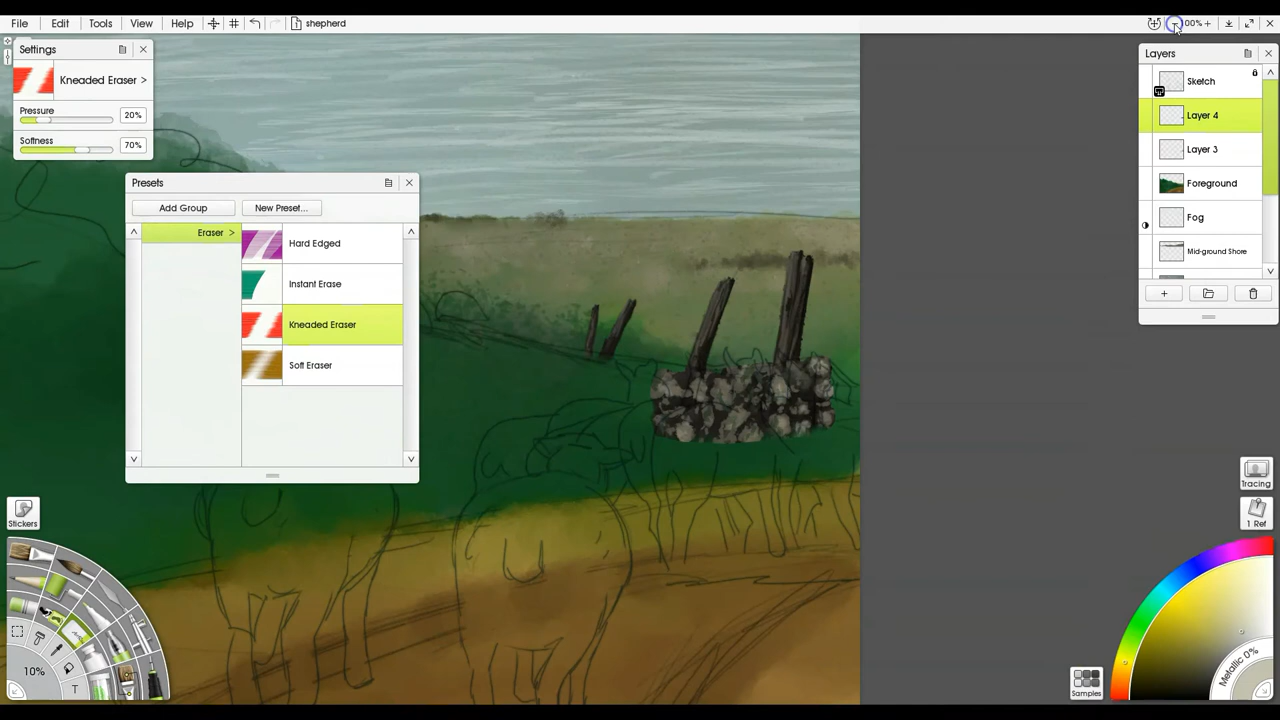 File Edit Tools View Help shepherd 100%
Settings
Kneaded Eraser >
Pressure
20%
Softness
70%
Presets
Add Group New Preset...
Eraser >
Hard Edged
Instant Erase
Kneaded Eraser
Soft Eraser
Layers
Sketch
Layer 4
Layer 3
Foreground
Fog
Mid-ground Shore
Tracing
1 Ref
Stickers
10%
T
Metallic 0%
Samples